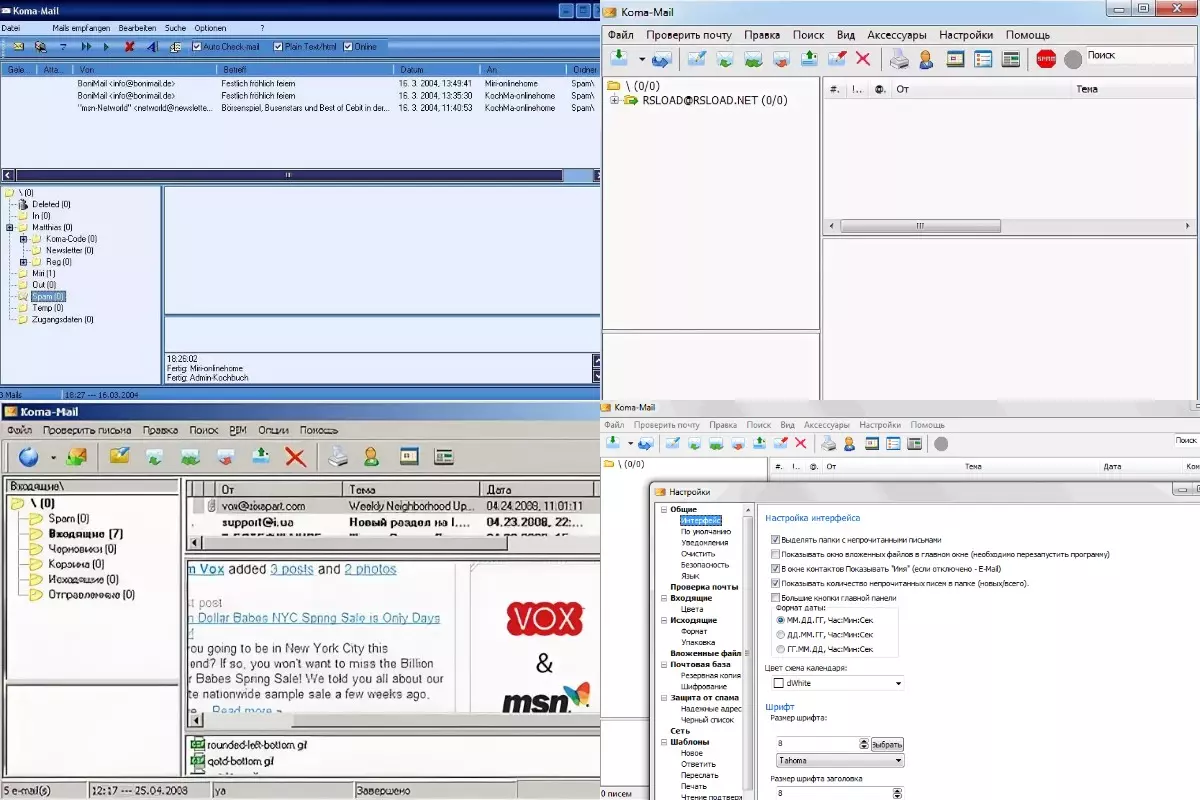 Koma-Mail
Datei Mails empfangen Bearbeiten Suche Optionen ?
Auto Check mail Plain Text/html Online
Gele... Atta... Von Betreff Datum An Ordner
BoniMail <info@bonimail.de> Festlich fröhlich feiern 16. 3. 2004, 13:49:41 Miri-onlinehome Spam\
BoniMail <info@bonimail.de> Festlich fröhlich feiern 16. 3. 2004, 13:35:30 KochMa-onlinehome Spam\
"msn-Networld" <networld@newslette... Börsenspiel, Busenstars und Best of Cebit in der... 16. 3. 2004, 11:40:53 KochMa-onlinehome Spam\
\ (0)
Deleted (0)
In (0)
Matthias (0)
Koma-Code (0)
Newsletter (0)
Reg (0)
Miri (1)
Out (0)
Spam (0)
Temp (0)
Zugangsdaten (0)
18:26:02
Fertig: Miri-onlinehome
Fertig: Admin-Kochbuch
3 Mails 18:27 --- 16.03.2004
Koma-Mail
Файл Проверить почту Правка Поиск Вид Аксессуары Настройки Помощь
SPAM Поиск
\ (0/0)
RSLOAD@RSLOAD.NET (0/0)
#. !.. @. От Тема
Koma-Mail
Файл Проверить письма Правка Поиск PIM Опции Помощь
Входящие\
\ (0)
Spam (0)
Входящие (7)
Черновики (0)
Корзина (0)
Исходящие (0)
Отправленные (0)
От Тема Дата
vox@sixapart.com Weekly Neighborhood Up... 04.24.2008, 11:01:11
support@i.ua Новый раздел на I.... 04.23.2008, 22:...
m Vox added 3 posts and 2 photos
st post
n Dollar Babes NYC Spring Sale is Only Days
you going to be in New York City this
end? If so, you won't want to miss the Billion
r Babes Spring Sale! We told you all about our
te nationwide sample sale a few weeks ago.
e... Read more »
VOX
&
msn
rounded-left-bottom.gif
qotd-bottom.gif
5 e-mail(s) 12:17 --- 25.04.2008 ya Завершено
Koma-Mail
Файл Проверить почту Правка Поиск Вид Аксессуары Настройки Помощь
Поиск
\ (0/0)
#. !.. @. От Тема Дата Ком
Настройки
Общие
Интерфейс
По умолчанию
Уведомления
Очистить
Безопасность
Язык
Проверка почты
Входящие
Цвета
Исходящие
Формат
Упаковка
Вложенные файл
Почтовая база
Резервная копия
Шифрование
Защита от спама
Надежные адрес
Черный список
Сеть
Шаблоны
Новое
Ответить
Переслать
Печать
Чтение подтверж
Настройка интерфейса
Выделять папки с непрочитанными письмами
Показывать окно вложенных файлов в главном окне (необходимо перезапустить программу)
В окне контактов Показывать "Имя" (если отключено - E-Mail)
Показывать количество непрочитанных писем в папке (новых/всего).
Большие кнопки главной панели
Формат даты:
ММ.ДД.ГГ, Час:Мин:Сек
ДД.ММ.ГГ, Час:Мин:Сек
ГГ.ММ.ДД, Час:Мин:Сек
Цвет схема календаря:
dWhite
Шрифт
Размер шрифта:
8 Выбрать
Tahoma
Размер шрифта заголовка
8
0 писем